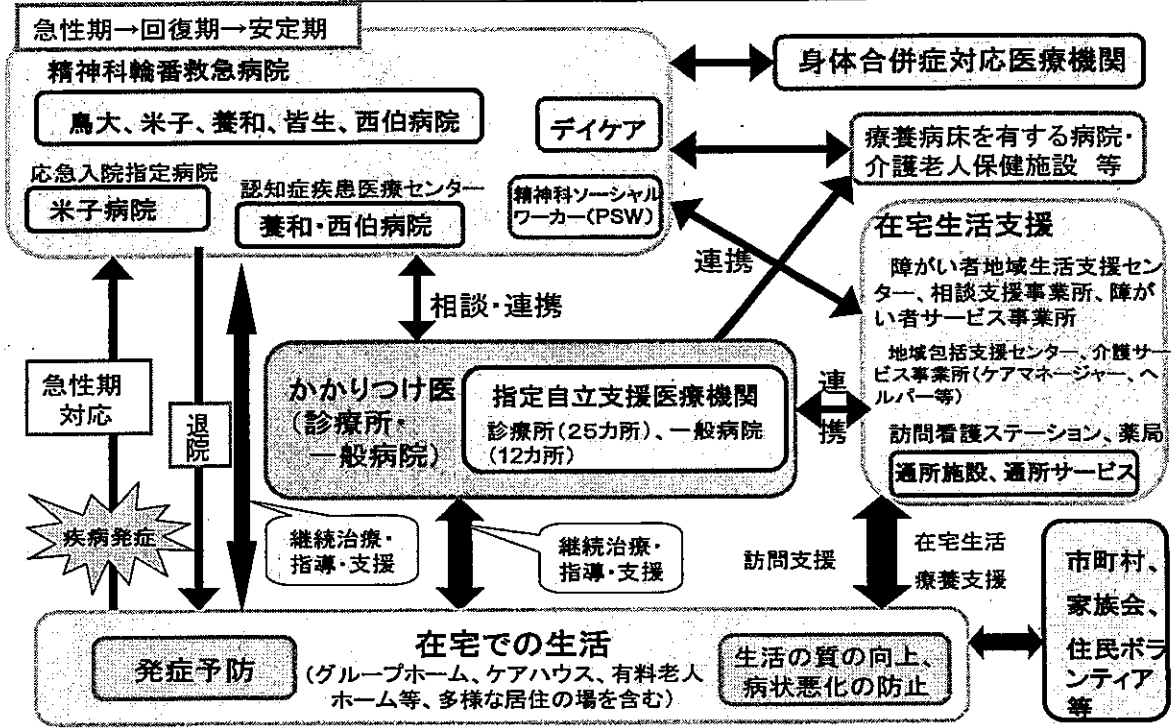 急性期→回復期→安定期
精神科輪番救急病院
鳥大、米子、養和、皆生、西伯病院
応急入院指定病院
米子病院
認知症疾患医療センター
養和・西伯病院
デイケア
精神科ソーシャル
ワーカー(PSW)
身体合併症対応医療機関
療養病床を有する病院・
介護老人保健施設 等
連携
在宅生活支援
障がい者地域生活支援セン
ター、相談支援事業所、障が
い者サービス事業所
地域包括支援センター、介護サー
ビス事業所(ケアマネージャー、ヘ
ルパー等)
訪問看護ステーション、薬局
通所施設、通所サービス
相談・連携
かかりつけ医
(診療所・
一般病院)
指定自立支援医療機関
診療所(25カ所)、一般病院
(12カ所)
連
携
急性期
対応
退院
疾病発症
継続治療・
指導・支援
継続治療・
指導・支援
訪問支援
在宅生活
療養支援
市町村、
家族会、
住民ボラ
ンティア
等
発症予防
在宅での生活
(グループホーム、ケアハウス、有料老人
ホーム等、多様な居住の場を含む)
生活の質の向上、
病状悪化の防止